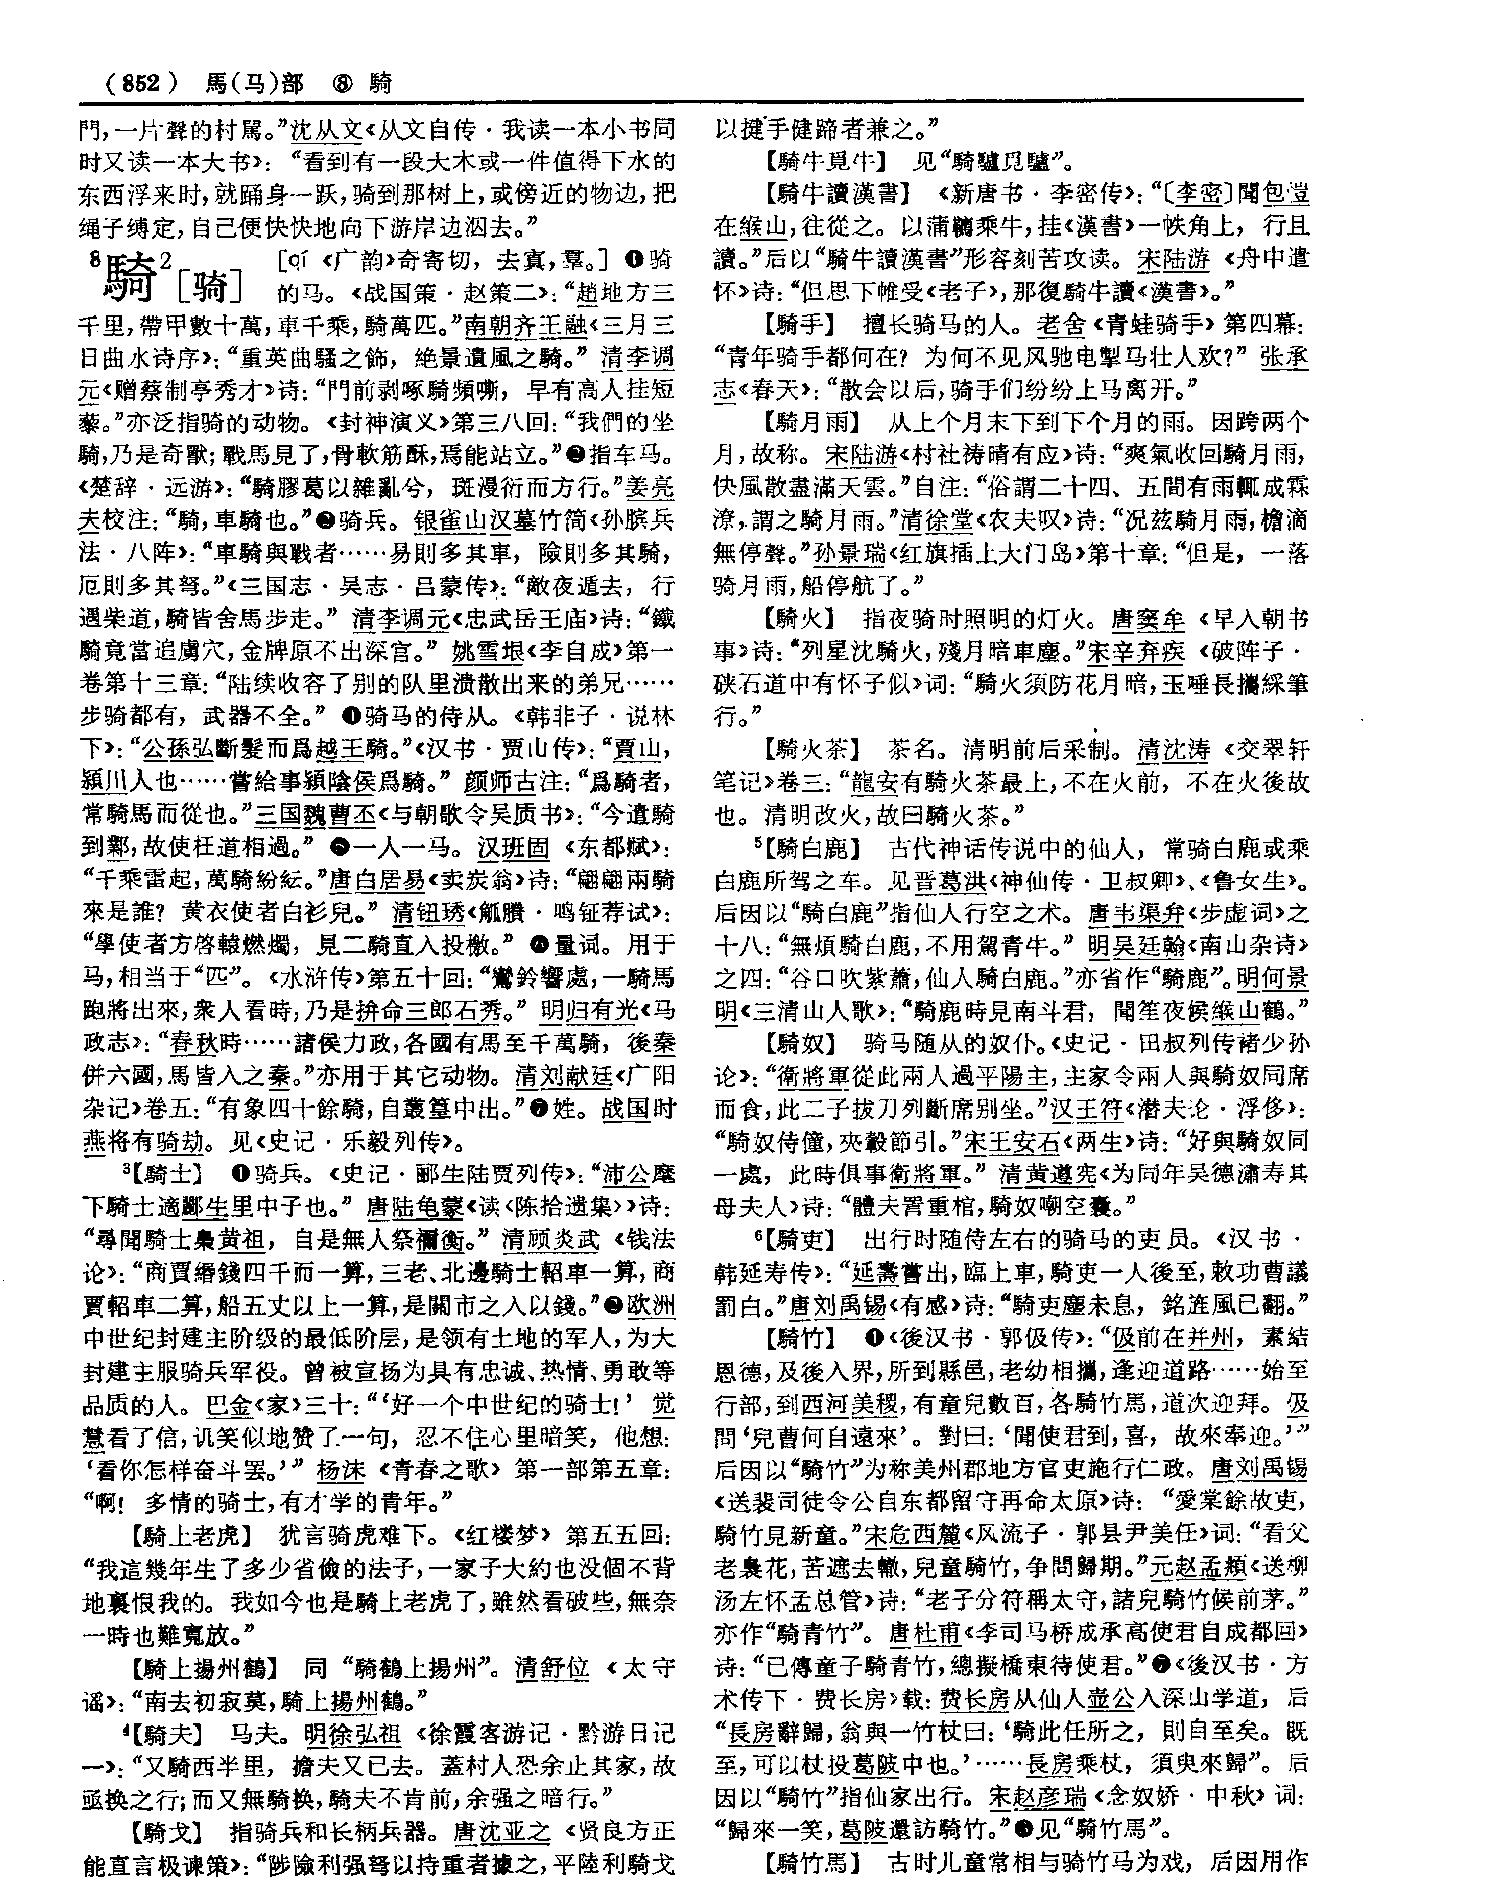 (852) 馬(马)部 ⑧ 騎
門,一片聲的村駡。”沈从文《从文自传·我读一本小书同
时又读一本大书》:“看到有一段大木或一件值得下水的
东西浮来时,就踊身一跃,骑到那树上,或傍近的物边,把
绳子缚定,自己便快快地向下游岸边泅去。”
8騎2[骑] [qí 《广韵》奇寄切,去寘,羣。] ❶骑
的马。《战国策·赵策二》:“趙地方三
千里,帶甲數十萬,車千乘,騎萬匹。”南朝齐王融《三月三
日曲水诗序》:“重英曲瑵之飾,絶景遺風之騎。”清李调
元《赠蔡制亭秀才》诗:“門前剥啄騎頻嘶,早有高人挂短
藜。”亦泛指骑的动物。《封神演义》第三八回:“我們的坐
騎,乃是奇獸;戰馬見了,骨軟筋酥,焉能站立。”❷指车马。
《楚辞·远游》:“騎膠葛以雜亂兮,斑漫衍而方行。”姜亮
夫校注:“騎,車騎也。”❸骑兵。银雀山汉墓竹简《孙膑兵
法·八阵》:“車騎與戰者……易則多其車,險則多其騎,
厄則多其弩。”《三国志·吴志·吕蒙传》:“敵夜遁去,行
遇柴道,騎皆舍馬步走。”清李调元《忠武岳王庙》诗:“鐵
騎竟當追虜穴,金牌原不出深宫。”姚雪垠《李自成》第一
卷第十三章:“陆续收容了别的队里溃散出来的弟兄……
步骑都有,武器不全。”❹骑马的侍从。《韩非子·说林
下》:“公孫弘斷髮而爲越王騎。”《汉书·贾山传》:“賈山,
潁川人也……嘗給事潁陰侯爲騎。”颜师古注:“爲騎者,
常騎馬而從也。”三国魏曹丕《与朝歌令吴质书》:“今遣騎
到鄴,故使枉道相過。”❺一人一马。汉班固《东都赋》:
“千乘雷起,萬騎紛紜。”唐白居易《卖炭翁》诗:“翩翩兩騎
來是誰?黄衣使者白衫兒。”清钮琇《觚賸·鸣钲荐试》:
“學使者方啓轅燃燭,見二騎直入投檄。”❻量词。用于
马,相当于“匹”。《水浒传》第五十回:“鸞鈴響處,一騎馬
跑將出來,衆人看時,乃是拚命三郎石秀。”明归有光《马
政志》:“春秋時……諸侯力政,各國有馬至千萬騎,後秦
併六國,馬皆入之秦。”亦用于其它动物。清刘献廷《广阳
杂记》卷五:“有象四十餘騎,自叢篁中出。”❼姓。战国时
燕将有骑劫。见《史记·乐毅列传》。
3【騎士】 ❶骑兵。《史记·郦生陆贾列传》:“沛公麾
下騎士適酈生里中子也。”唐陆龟蒙《读〈陈拾遗集〉》诗:
“尋聞騎士梟黄祖,自是無人祭禰衡。”清顾炎武《钱法
论》:“商賈緡錢四千而一算,三老、北邊騎士軺車一算,商
賈軺車二算,船五丈以上一算,是關市之入以錢。”❷欧洲
中世纪封建主阶级的最低阶层,是领有土地的军人,为大
封建主服骑兵军役。曾被宣扬为具有忠诚、热情、勇敢等
品质的人。巴金《家》三十:“‘好一个中世纪的骑士!’觉
慧看了信,讥笑似地赞了一句,忍不住心里暗笑,他想:
‘看你怎样奋斗罢。’”杨沫《青春之歌》第一部第五章:
“啊!多情的骑士,有才学的青年。”
【騎上老虎】 犹言骑虎难下。《红楼梦》第五五回:
“我這幾年生了多少省儉的法子,一家子大約也没個不背
地裏恨我的。我如今也是騎上老虎了,雖然看破些,無奈
一時也難寬放。”
【騎上揚州鶴】 同“騎鶴上揚州”。清舒位《太守
谣》:“南去初寂莫,騎上揚州鶴。”
4【騎夫】 马夫。明徐弘祖《徐霞客游记·黔游日记
一》:“又騎西半里,擔夫又已去。蓋村人恐余止其家,故
亟换之行;而又無騎换,騎夫不肯前,余强之暗行。”
【騎戈】 指骑兵和长柄兵器。唐沈亚之《贤良方正
能直言极谏策》:“陟險利强弩以持重者據之,平陸利騎戈
以揵手健蹄者兼之。”
【騎牛覓牛】 见“騎驢覓驢”。
【騎牛讀漢書】 《新唐书·李密传》:“〔李密〕聞包愷
在緱山,往從之。以蒲韉乘牛,挂《漢書》一帙角上,行且
讀。”后以“騎牛讀漢書”形容刻苦攻读。宋陆游《舟中遣
怀》诗:“但思下帷受《老子》,那復騎牛讀《漢書》。”
【騎手】 擅长骑马的人。老舍《青蛙骑手》第四幕:
“青年骑手都何在?为何不见风驰电掣马壮人欢?”张承
志《春天》:“散会以后,骑手们纷纷上马离开。”
【騎月雨】 从上个月末下到下个月的雨。因跨两个
月,故称。宋陆游《村社祷晴有应》诗:“爽氣收回騎月雨,
快風散盡滿天雲。”自注:“俗謂二十四、五間有雨輒成霖
潦,謂之騎月雨。”清徐堂《农夫叹》诗:“况兹騎月雨,檐滴
無停聲。”孙景瑞《红旗插上大门岛》第十章:“但是,一落
骑月雨,船停航了。”
【騎火】 指夜骑时照明的灯火。唐窦牟《早入朝书
事》诗:“列星沈騎火,殘月暗車塵。”宋辛弃疾《破阵子·
硖石道中有怀子似》词:“騎火須防花月暗,玉唾長攜綵筆
行。”
【騎火茶】 茶名。清明前后采制。清沈涛《交翠轩
笔记》卷三:“龍安有騎火茶最上,不在火前,不在火後故
也。清明改火,故曰騎火茶。”
5【騎白鹿】 古代神话传说中的仙人,常骑白鹿或乘
白鹿所驾之车。见晋葛洪《神仙传·卫叔卿》、《鲁女生》。
后因以“騎白鹿”指仙人行空之术。唐韦渠牟《步虚词》之
十八:“無煩騎白鹿,不用駕青牛。”明吴廷翰《南山杂诗》
之四:“谷口吹紫簫,仙人騎白鹿。”亦省作“騎鹿”。明何景
明《三清山人歌》:“騎鹿時見南斗君,聞笙夜候緱山鶴。”
【騎奴】 骑马随从的奴仆。《史记·田叔列传褚少孙
论》:“衛將軍從此兩人過平陽主,主家令兩人與騎奴同席
而食,此二子拔刀列斷席别坐。”汉王符《潜夫论·浮侈》:
“騎奴侍僮,夾轂節引。”宋王安石《两生》诗:“好與騎奴同
一處,此時俱事衛將軍。”清黄遵宪《为同年吴德潇寿其
母夫人》诗:“體夫詈重棺,騎奴嘲空囊。”
6【騎吏】 出行时随侍左右的骑马的吏员。《汉书·
韩延寿传》:“延壽嘗出,臨上車,騎吏一人後至,敕功曹議
罰白。”唐刘禹锡《有感》诗:“騎吏塵未息,銘旌風已翻。”
【騎竹】 ❶《後汉书·郭伋传》:“伋前在并州,素結
恩德,及後入界,所到縣邑,老幼相攜,逢迎道路……始至
行部,到西河美稷,有童兒數百,各騎竹馬,道次迎拜。伋
問‘兒曹何自遠來’。對曰:‘聞使君到,喜,故來奉迎。’”
后因以“騎竹”为称美州郡地方官吏施行仁政。唐刘禹锡
《送裴司徒令公自东都留守再命太原》诗:“愛棠餘故吏,
騎竹見新童。”宋危西麓《风流子·郭县尹美任》词:“看父
老裊花,苦遮去轍,兒童騎竹,争問歸期。”元赵孟頫《送柳
汤左怀孟总管》诗:“老子分符稱太守,諸兒騎竹候前茅。”
亦作“騎青竹”。唐杜甫《李司马桥成承高使君自成都回》
诗:“已傳童子騎青竹,總擬橋東待使君。”❷《後汉书·方
术传下·费长房》载:费长房从仙人壶公入深山学道,后
“長房辭歸,翁與一竹杖曰:‘騎此任所之,則自至矣。既
至,可以杖投葛陂中也。’……長房乘杖,須臾來歸”。后
因以“騎竹”指仙家出行。宋赵彦瑞《念奴娇·中秋》词:
“歸來一笑,葛陂還訪騎竹。”❸见“騎竹馬”。
【騎竹馬】 古时儿童常相与骑竹马为戏,后因用作